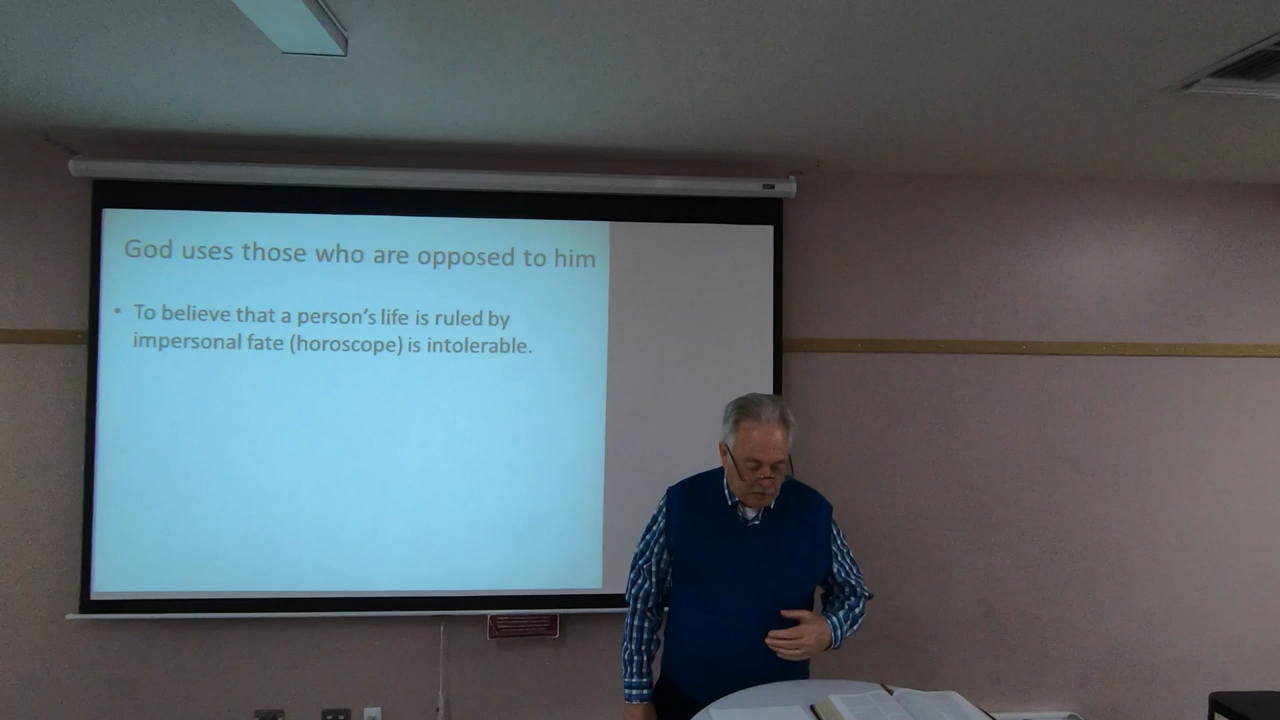 God uses those who are opposed to him
• To believe that a person's life is ruled by
impersonal fate (horoscope) is intolerable.